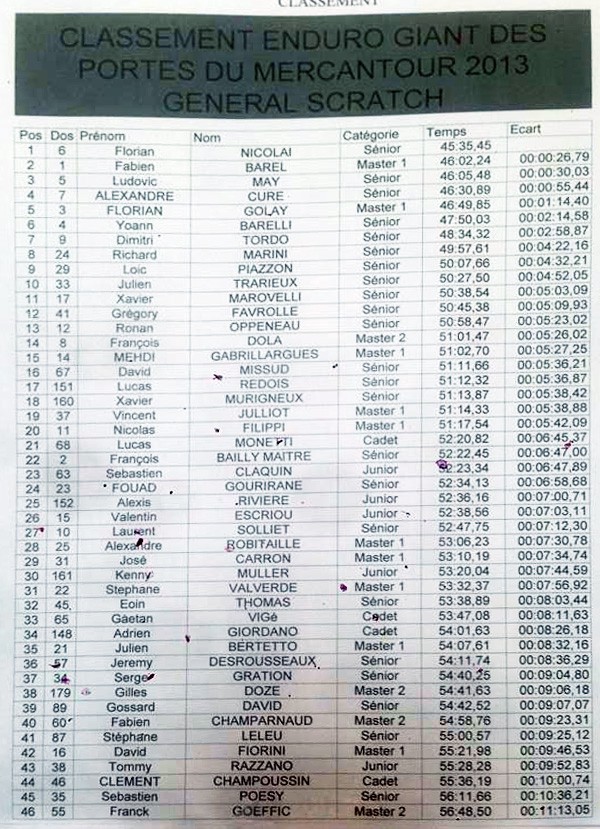 CLASSEMENT
CLASSEMENT ENDURO GIANT DES
PORTES DU MERCANTOUR 2013
GENERAL SCRATCH
Pos Dos Prénom Nom Catégorie Temps Ecart
1 6 Florian NICOLAI Sénior 45:35,45
2 1 Fabien BAREL Master 1 46:02,24 00:00:26,79
3 5 Ludovic MAY Sénior 46:05,48 00:00:30,03
4 7 ALEXANDRE CURE Sénior 46:30,89 00:00:55,44
5 3 FLORIAN GOLAY Master 1 46:49,85 00:01:14,40
6 4 Yoann BARELLI Sénior 47:50,03 00:02:14,58
7 9 Dimitri TORDO Sénior 48:34,32 00:02:58,87
8 24 Richard MARINI Sénior 49:57,61 00:04:22,16
9 29 Loic PIAZZON Sénior 50:07,66 00:04:32,21
10 33 Julien TRARIEUX Sénior 50:27,50 00:04:52,05
11 17 Xavier MAROVELLI Sénior 50:38,54 00:05:03,09
12 41 Grégory FAVROLLE Sénior 50:45,38 00:05:09,93
13 12 Ronan OPPENEAU Sénior 50:58,47 00:05:23,02
14 8 François DOLA Master 2 51:01,47 00:05:26,02
15 14 MEHDI GABRILLARGUES Master 1 51:02,70 00:05:27,25
16 67 David MISSUD Sénior 51:11,66 00:05:36,21
17 151 Lucas REDOIS Sénior 51:12,32 00:05:36,87
18 160 Xavier MURIGNEUX Sénior 51:13,87 00:05:38,42
19 37 Vincent JULLIOT Master 1 51:14,33 00:05:38,88
20 11 Nicolas FILIPPI Master 1 51:17,54 00:05:42,09
21 68 Lucas MONETTI Cadet 52:20,82 00:06:45,37
22 2 François BAILLY MAITRE Sénior 52:22,45 00:06:47,00
23 63 Sebastien CLAQUIN Junior 52:23,34 00:06:47,89
24 23 FOUAD GOURIRANE Sénior 52:34,13 00:06:58,68
25 152 Alexis RIVIERE Junior 52:36,16 00:07:00,71
26 15 Valentin ESCRIOU Junior 52:38,56 00:07:03,11
27 10 Laurent SOLLIET Sénior 52:47,75 00:07:12,30
28 25 Alexandre ROBITAILLE Master 1 53:06,23 00:07:30,78
29 31 José CARRON Master 1 53:10,19 00:07:34,74
30 161 Kenny MULLER Junior 53:20,04 00:07:44,59
31 22 Stephane VALVERDE Master 1 53:32,37 00:07:56,92
32 45 Eoin THOMAS Sénior 53:38,89 00:08:03,44
33 65 Gáetan VIGé Cadet 53:47,08 00:08:11,63
34 148 Adrien GIORDANO Cadet 54:01,63 00:08:26,18
35 21 Julien BERTETTO Master 1 54:07,61 00:08:32,16
36 57 Jeremy DESROUSSEAUX Sénior 54:11,74 00:08:36,29
37 34 Serge GRATION Sénior 54:40,25 00:09:04,80
38 179 Gilles DOZE Master 2 54:41,63 00:09:06,18
39 89 Gossard DAVID Sénior 54:42,52 00:09:07,07
40 60 Fabien CHAMPARNAUD Master 2 54:58,76 00:09:23,31
41 87 Stéphane LELEU Sénior 55:00,57 00:09:25,12
42 16 David FIORINI Master 1 55:21,98 00:09:46,53
43 38 Tommy RAZZANO Junior 55:28,28 00:09:52,83
44 46 CLEMENT CHAMPOUSSIN Cadet 55:36,19 00:10:00,74
45 35 Sebastien POESY Sénior 56:11,66 00:10:36,21
46 55 Franck GOEFFIC Master 2 56:48,50 00:11:13,05